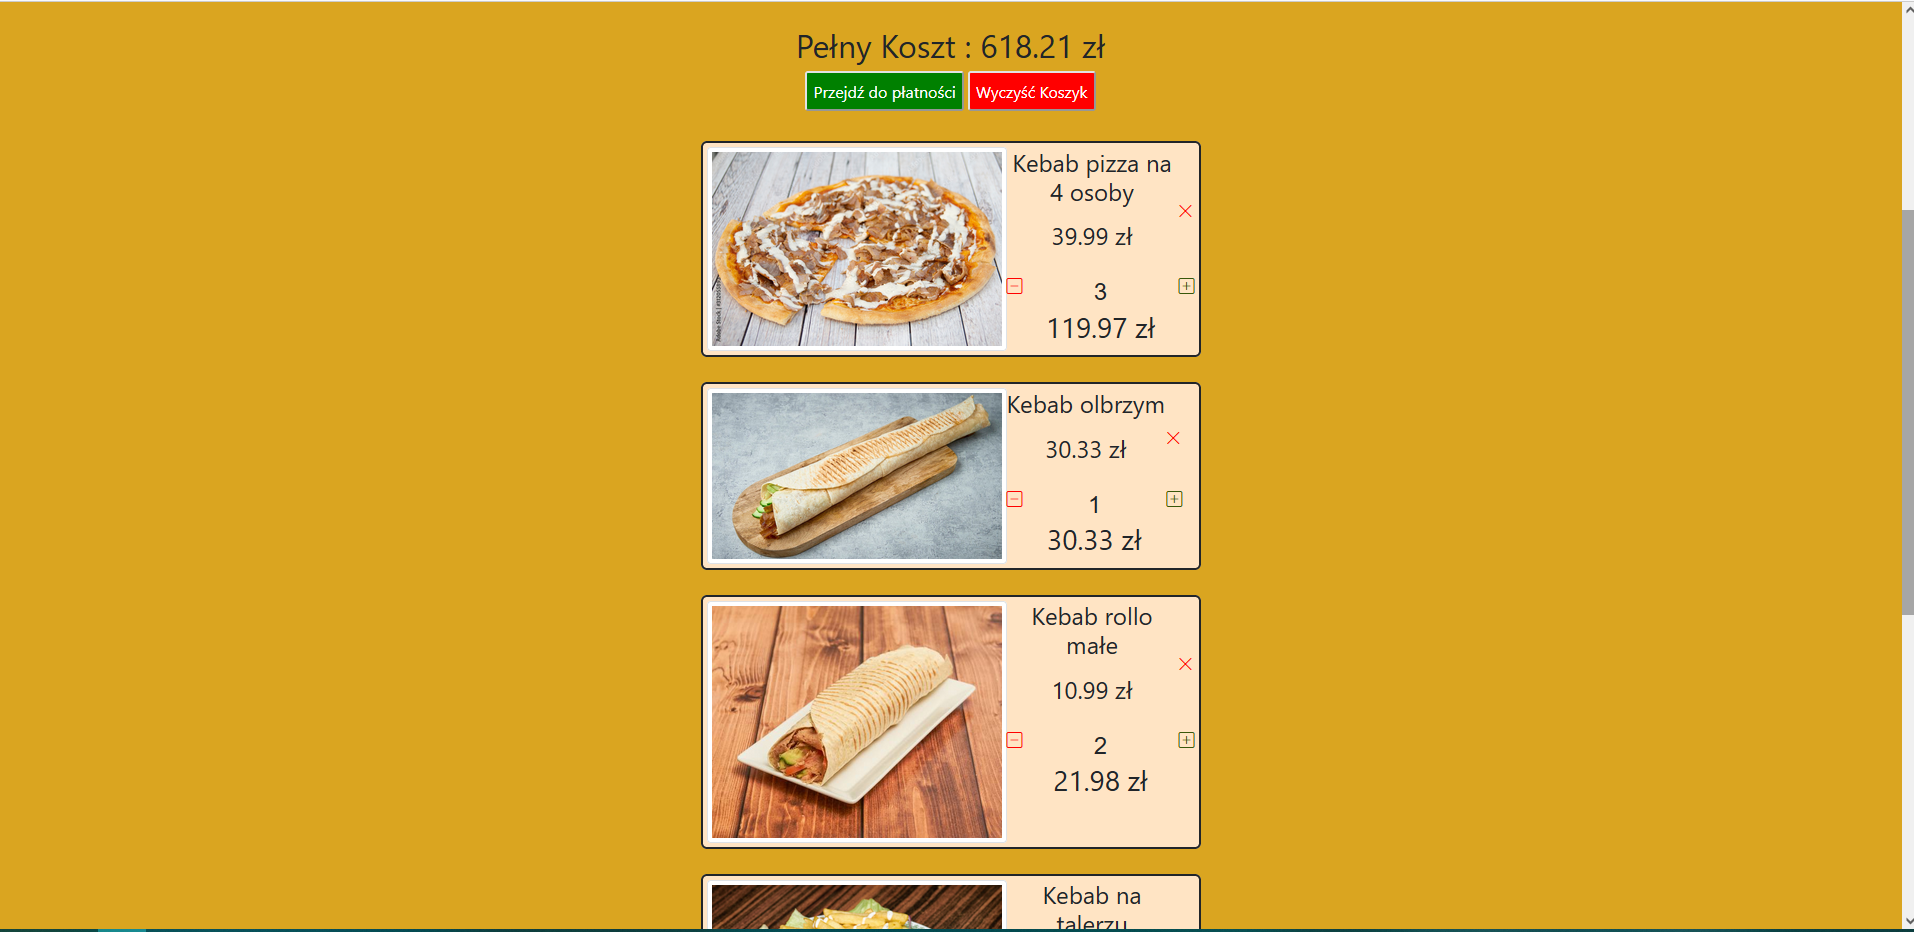 Pełny Koszt : 618.21 zł
Przejdź do płatności
Wyczyść Koszyk
Kebab pizza na
4 osoby
39.99 zł
3
119.97 zł
Kebab olbrzym
30.33 zł
1
30.33 zł
Kebab rollo
małe
10.99 zł
2
21.98 zł
Kebab na
talerzu